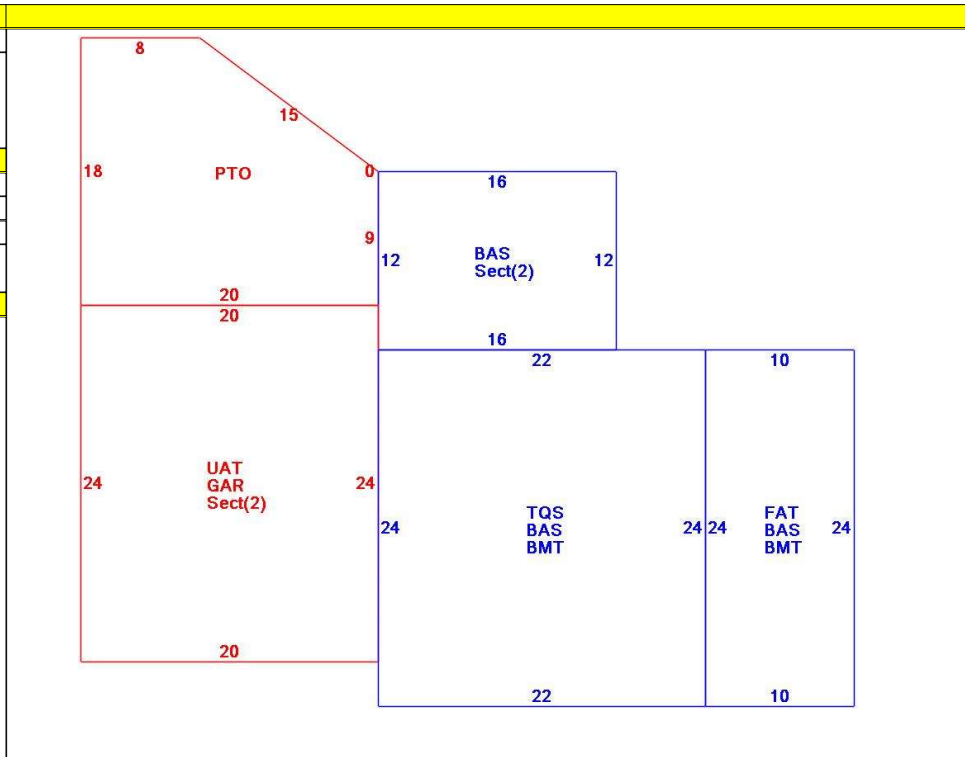 8
15
18
PTO
0
16
9
BAS
Sect(2)
12
12
20
20
16
22
10
UAT
GAR
Sect(2)
24
24
TQS
BAS
BMT
24
24
24
FAT
BAS
BMT
24
20
22
10